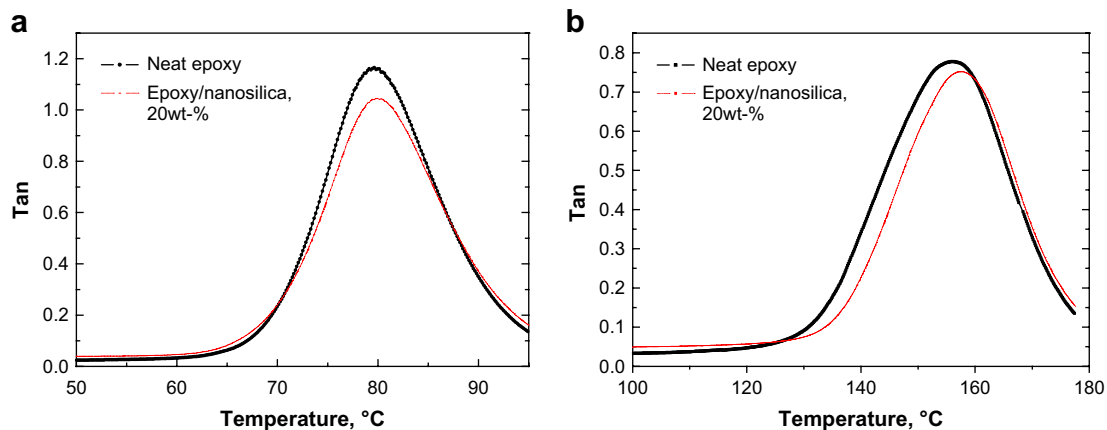 a
1.2
1.0
0.8
0.6
0.4
0.2
0.0
Tan
50
60
70
80
90
Temperature, °C
Neat epoxy
Epoxy/nanosilica,
20wt-%
b
0.8
0.7
0.6
0.5
0.4
0.3
0.2
0.1
0.0
Tan
100
120
140
160
180
Temperature, °C
Neat epoxy
Epoxy/nanosilica,
20wt-%